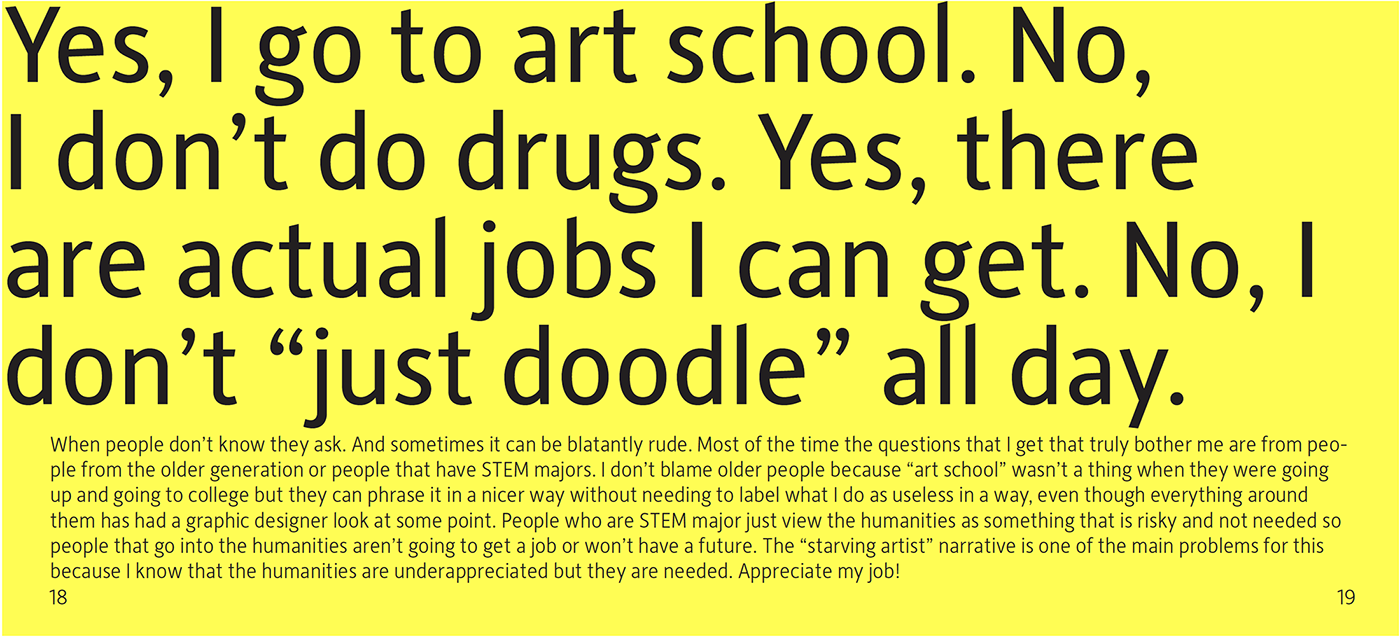 Yes, I go to art school. No,
I don’t do drugs. Yes, there
are actual jobs I can get. No, I
don’t “just doodle” all day.
When people don’t know they ask. And sometimes it can be blatantly rude. Most of the time the questions that I get that truly bother me are from peo-
ple from the older generation or people that have STEM majors. I don’t blame older people because “art school” wasn’t a thing when they were going
up and going to college but they can phrase it in a nicer way without needing to label what I do as useless in a way, even though everything around
them has had a graphic designer look at some point. People who are STEM major just view the humanities as something that is risky and not needed so
people that go into the humanities aren’t going to get a job or won’t have a future. The “starving artist” narrative is one of the main problems for this
because I know that the humanities are underappreciated but they are needed. Appreciate my job!
18 19